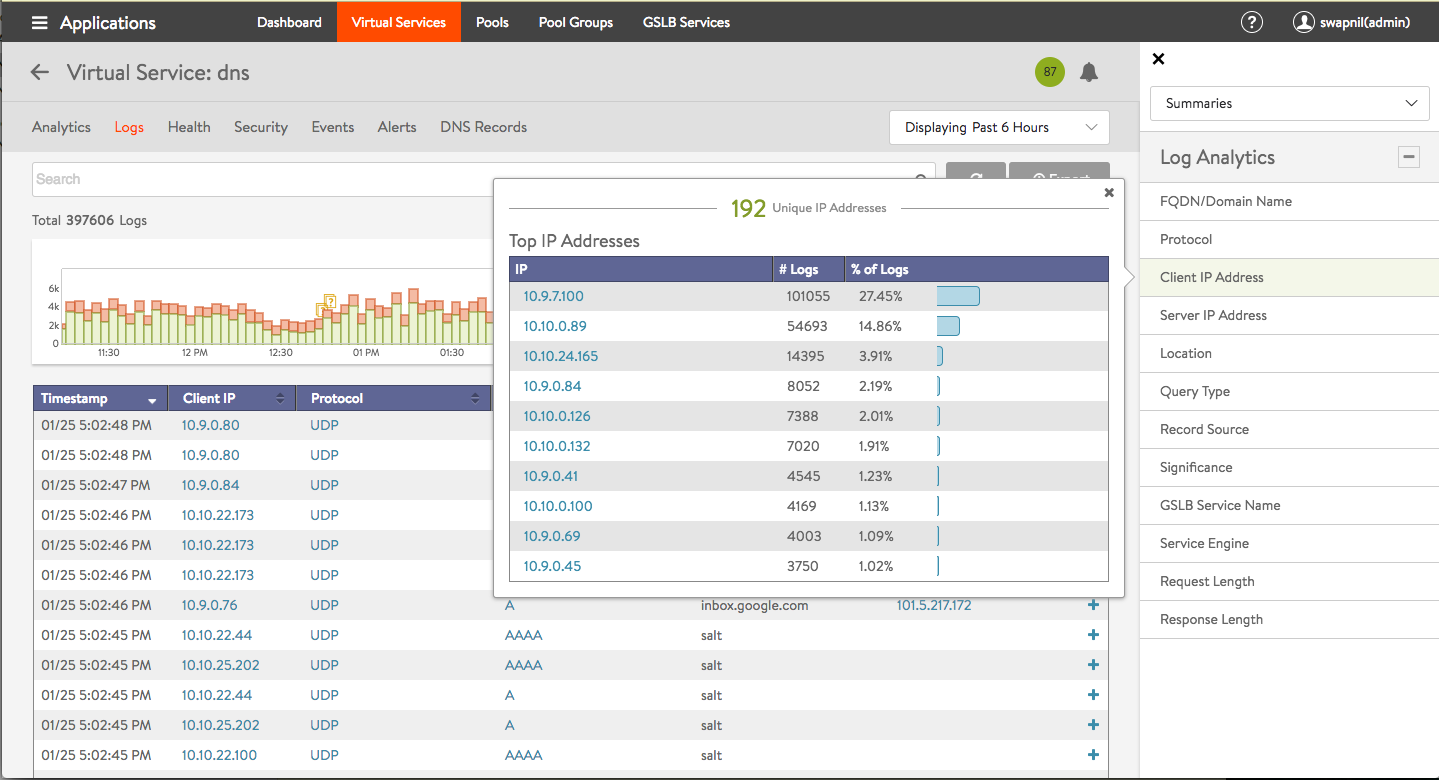 Applications Dashboard Virtual Services Pools Pool Groups GSLB Services ? swapnil(admin)
Virtual Service: dns 87
Analytics Logs Health Security Events Alerts DNS Records Displaying Past 6 Hours
Search Export
Total 397606 Logs
6k
4k
2k
0
?
11:30 12 PM 12:30 01 PM 01:30
Timestamp Client IP Protocol
01/25 5:02:48 PM 10.9.0.80 UDP
01/25 5:02:48 PM 10.9.0.80 UDP
01/25 5:02:47 PM 10.9.0.84 UDP
01/25 5:02:46 PM 10.10.22.173 UDP
01/25 5:02:46 PM 10.10.22.173 UDP
01/25 5:02:46 PM 10.10.22.173 UDP
01/25 5:02:46 PM 10.9.0.76 UDP A inbox.google.com 101.5.217.172 +
01/25 5:02:45 PM 10.10.22.44 UDP AAAA salt +
01/25 5:02:45 PM 10.10.25.202 UDP AAAA salt +
01/25 5:02:45 PM 10.10.22.44 UDP A salt +
01/25 5:02:45 PM 10.10.25.202 UDP A salt +
01/25 5:02:45 PM 10.10.22.100 UDP AAAA salt +
192 Unique IP Addresses
Top IP Addresses
IP # Logs % of Logs
10.9.7.100 101055 27.45%
10.10.0.89 54693 14.86%
10.10.24.165 14395 3.91%
10.9.0.84 8052 2.19%
10.10.0.126 7388 2.01%
10.10.0.132 7020 1.91%
10.9.0.41 4545 1.23%
10.10.0.100 4169 1.13%
10.9.0.69 4003 1.09%
10.9.0.45 3750 1.02%
Summaries
Log Analytics
FQDN/Domain Name
Protocol
Client IP Address
Server IP Address
Location
Query Type
Record Source
Significance
GSLB Service Name
Service Engine
Request Length
Response Length